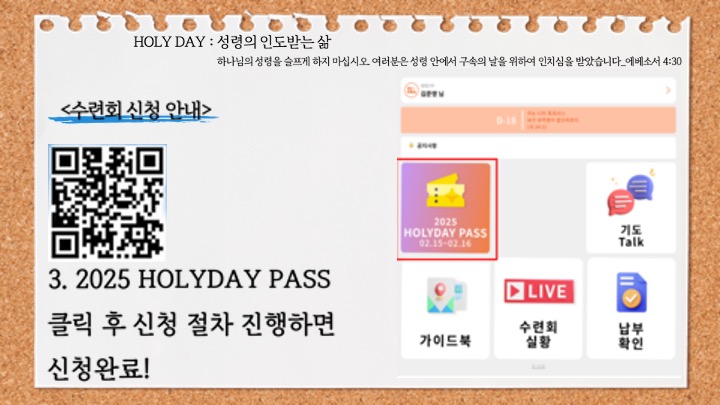 HOLY DAY : 성령의 인도받는 삶
하나님의 성령을 슬프게 하지 마십시오. 여러분은 성령 안에서 구속의 날을 위하여 인치심을 받았습니다_에베소서 4:30
<수련회 신청 안내>
3. 2025 HOLYDAY PASS
클릭 후 신청 절차 진행하면
신청완료!
D-18
공지사항
2025
HOLYDAY PASS
02.15~02.16
기도
Talk
가이드북
LIVE
수련회
실황
납부
확인